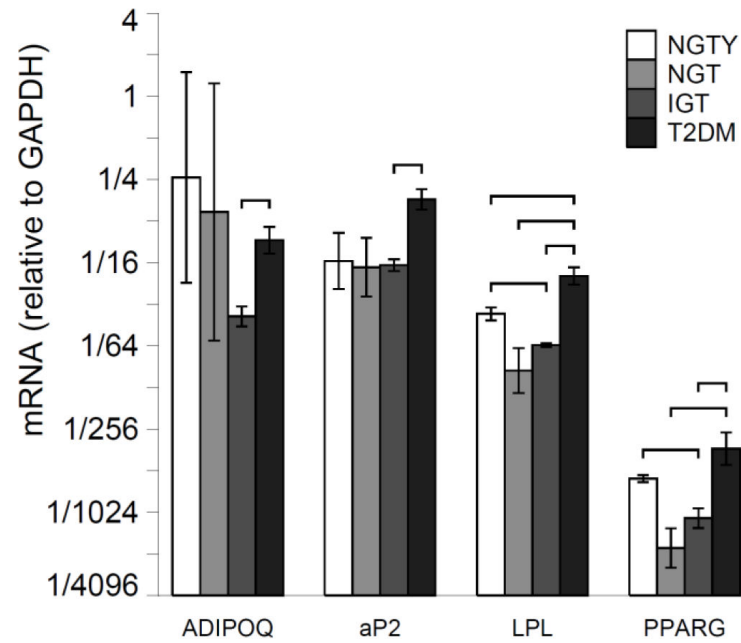 mRNA (relative to GAPDH)
4
1
1/4
1/16
1/64
1/256
1/1024
1/4096
NGTY
NGT
IGT
T2DM
ADIPOQ
aP2
LPL
PPARG